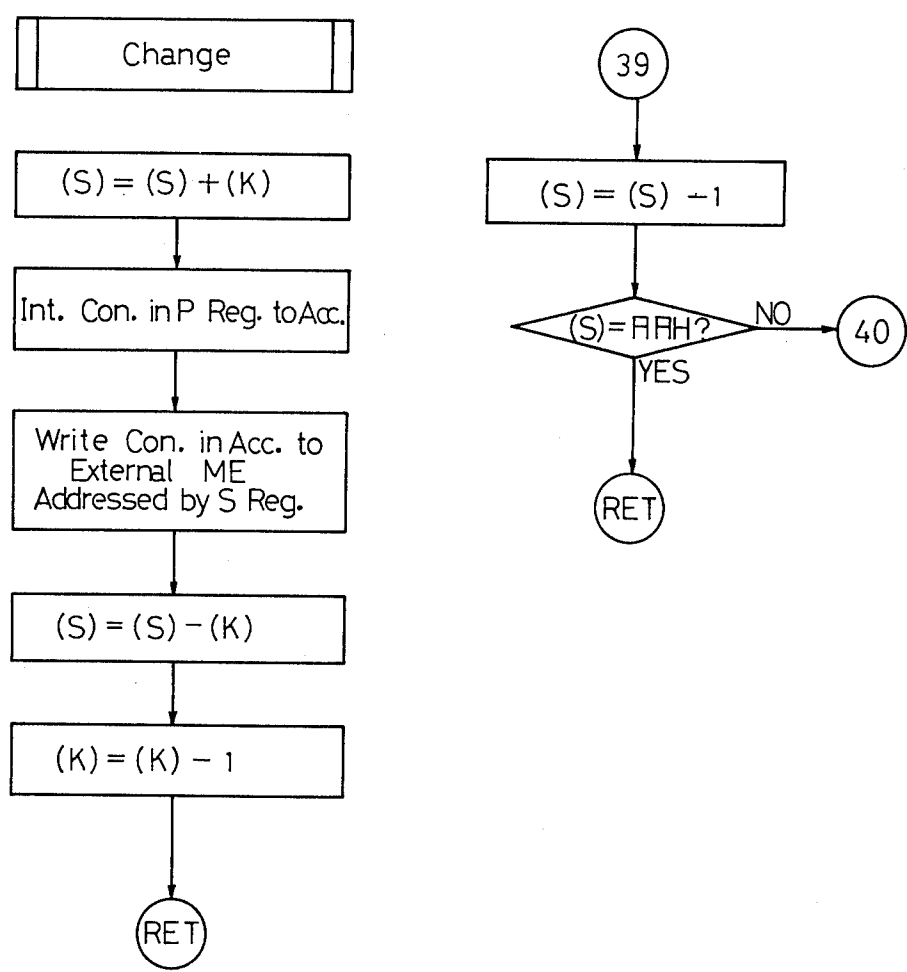 Change
(S) = (S) + (K)
Int. Con. in P Reg. to Acc.
Write Con. in Acc. to
External ME
Addressed by S Reg.
(S) = (S) - (K)
(K) = (K) - 1
RET
39
(S) = (S) - 1
(S) = AAH?
NO
40
YES
RET